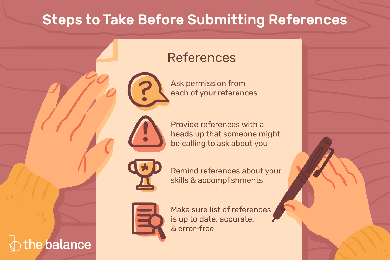 Steps to Take Before Submitting References
References
Ask permission from
each of your references
Provide references with a
heads up that someone might
be calling to ask about you
Remind references about your
skills & accomplishments
Make sure list of references
is up to date, accurate,
& error-free
the balance